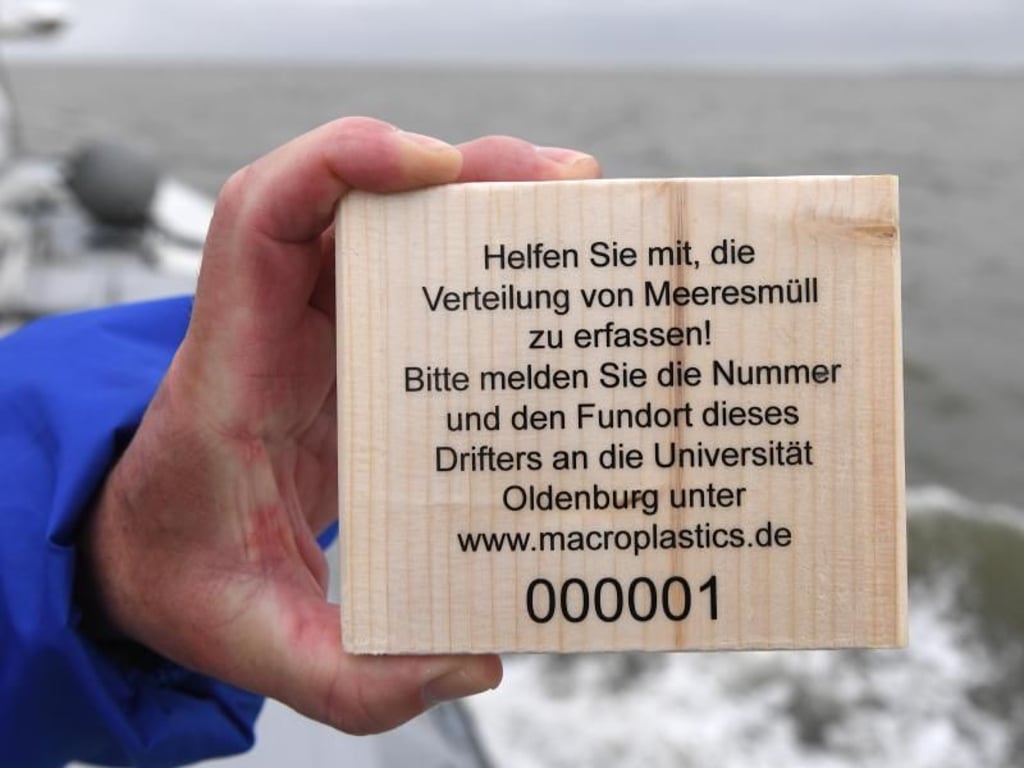 Helfen Sie mit, die
Verteilung von Meeresmüll
zu erfassen!
Bitte melden Sie die Nummer
und den Fundort dieses
Drifters an die Universität
Oldenburg unter
www.macroplastics.de
000001